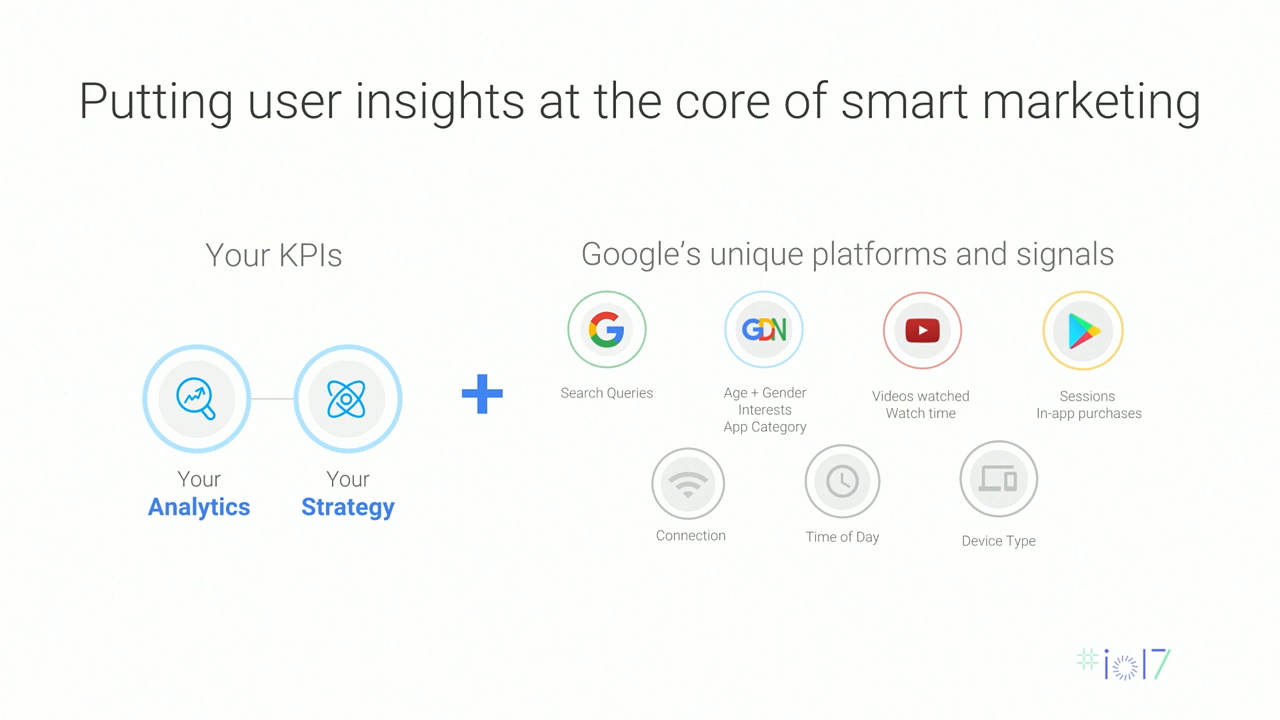 Putting user insights at the core of smart marketing
Your KPIs
Your
Analytics
Your
Strategy
Google's unique platforms and signals
G
Search Queries
GDN
Age + Gender
Interests
App Category
Videos watched
Watch time
Sessions
In-app purchases
Connection
Time of Day
Device Type
#io17